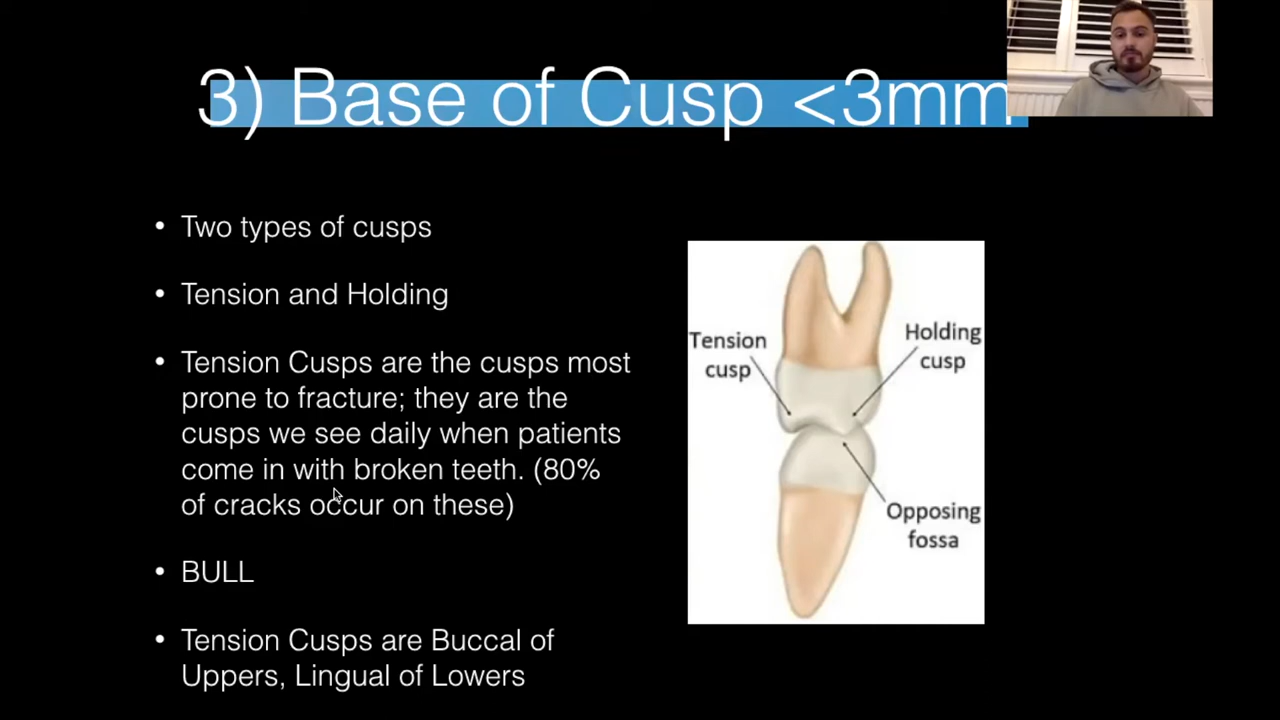 3) Base of Cusp <3mm
• Two types of cusps
• Tension and Holding
• Tension Cusps are the cusps most
prone to fracture; they are the
cusps we see daily when patients
come in with broken teeth. (80%
of cracks occur on these)
• BULL
• Tension Cusps are Buccal of
Uppers, Lingual of Lowers
Tension
cusp
Holding
cusp
Opposing
fossa